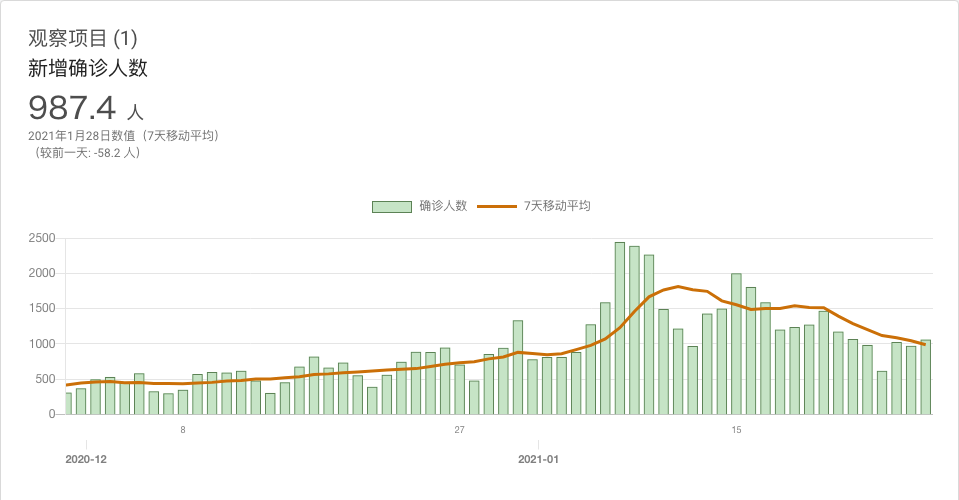 观察项目 (1)
新增确诊人数
987.4 人
2021年1月28日数值（7天移动平均）
（较前一天: -58.2 人）
确诊人数 7天移动平均
2500
2000
1500
1000
500
0
8 27 15
2020-12 2021-01